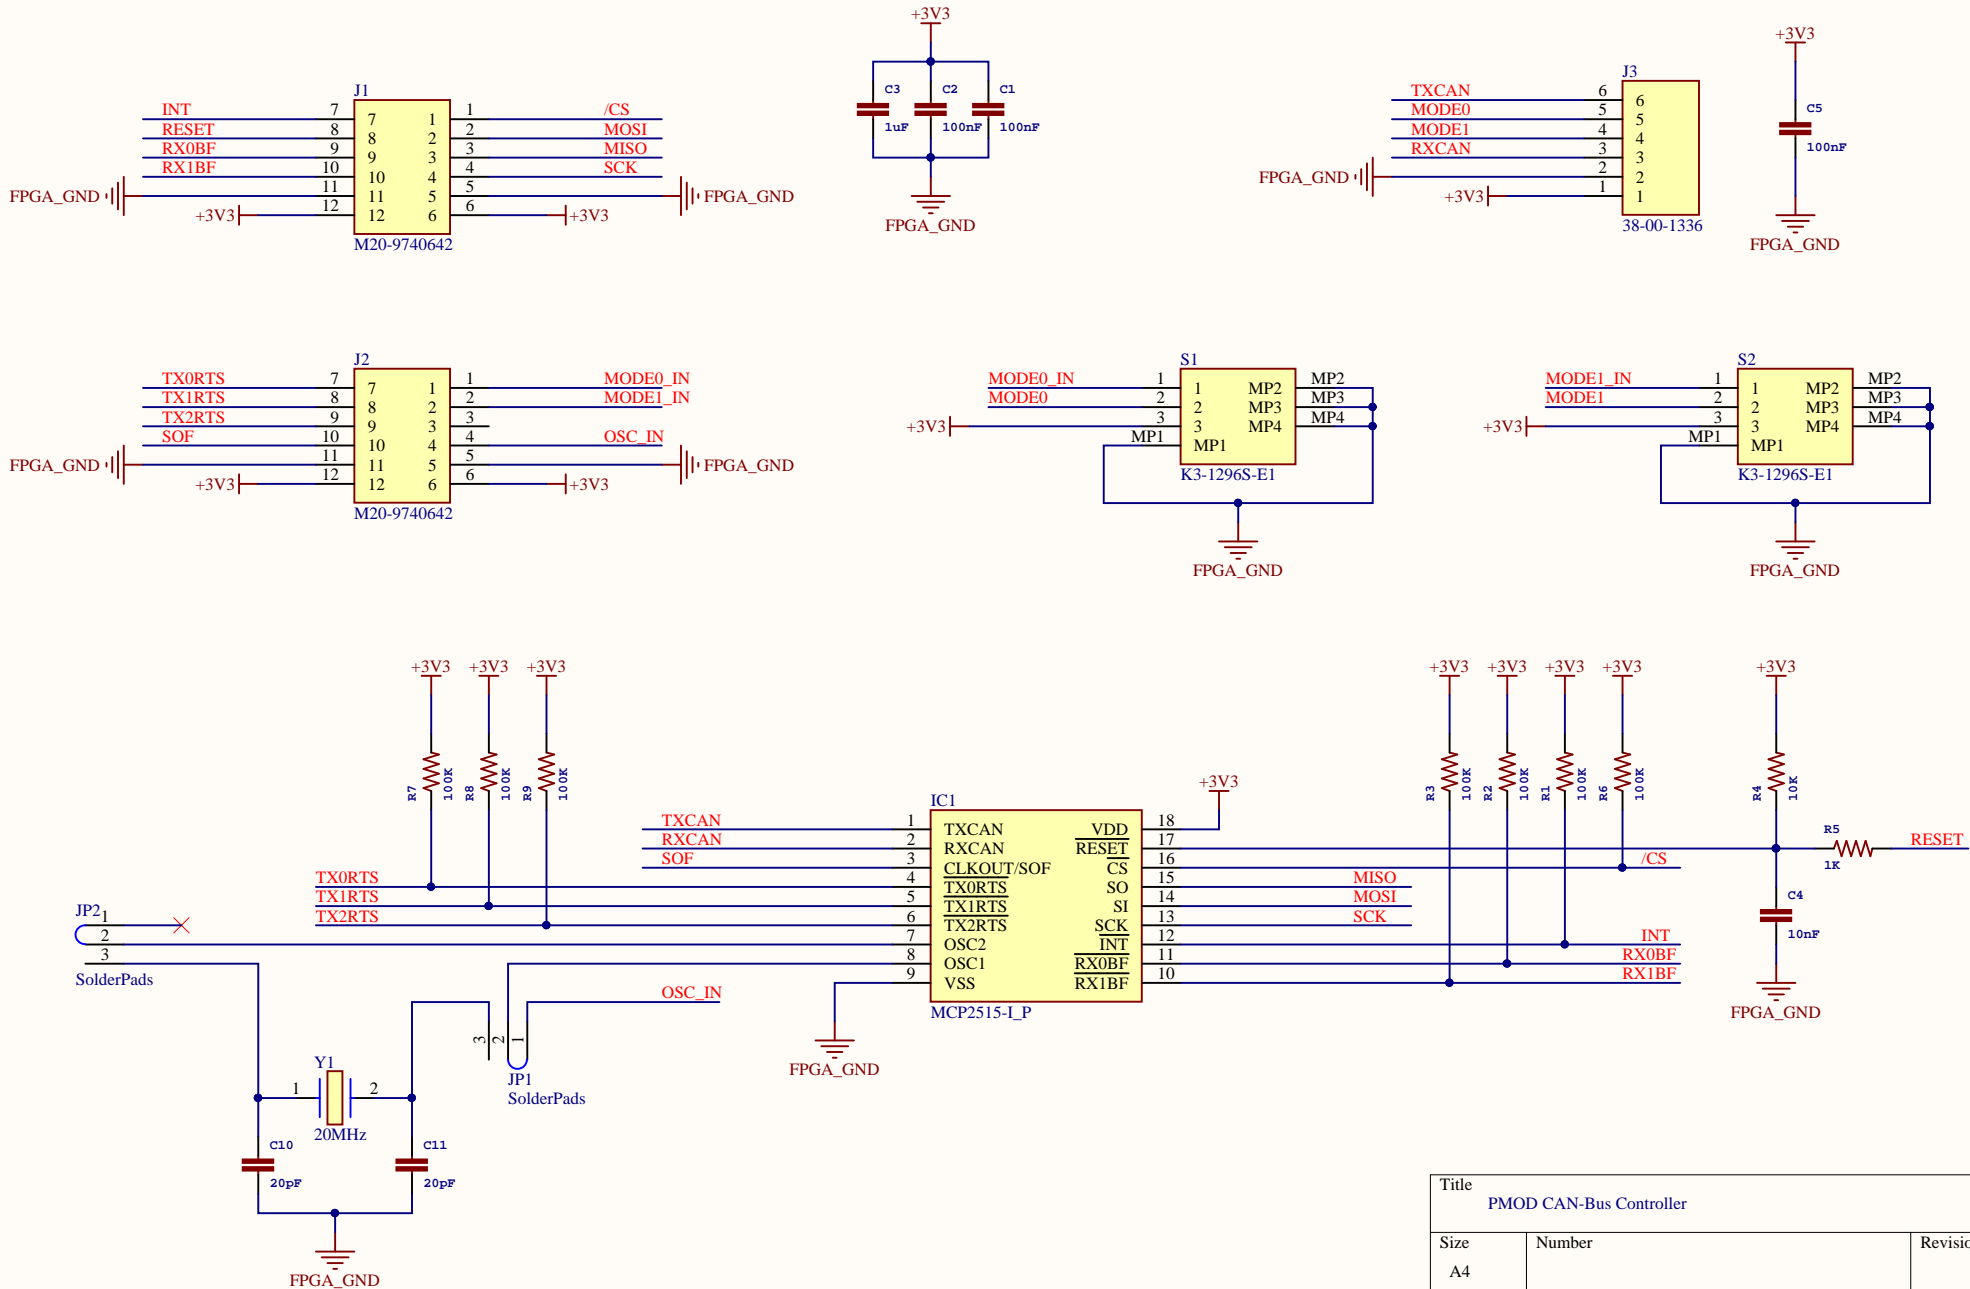 +3V3
C3
1uF
C2
100nF
C1
100nF
FPGA_GND
J1
INT 7 7 1 1 /CS
RESET 8 8 2 2 MOSI
RX0BF 9 9 3 3 MISO
RX1BF 10 10 4 4 SCK
FPGA_GND 11 11 5 5 FPGA_GND
+3V3 12 12 6 6 +3V3
M20-9740642
J3
TXCAN 6 6
MODE0 5 5
MODE1 4 4
RXCAN 3 3
FPGA_GND 2 2
+3V3 1 1
38-00-1336
+3V3
C5
100nF
FPGA_GND
J2
TX0RTS 7 7 1 1 MODE0_IN
TX1RTS 8 8 2 2 MODE1_IN
TX2RTS 9 9 3 3
SOF 10 10 4 4 OSC_IN
FPGA_GND 11 11 5 5 FPGA_GND
+3V3 12 12 6 6 +3V3
M20-9740642
S1
MODE0_IN 1 1 MP2 MP2
MODE0 2 2 MP3 MP3
+3V3 3 3 MP4 MP4
MP1 MP1
K3-1296S-E1
FPGA_GND
S2
MODE1_IN 1 1 MP2 MP2
MODE1 2 2 MP3 MP3
+3V3 3 3 MP4 MP4
MP1 MP1
K3-1296S-E1
FPGA_GND
+3V3 +3V3 +3V3
R7 100K R8 100K R9 100K
+3V3 +3V3 +3V3 +3V3 +3V3
R3 100K R2 100K R1 100K R6 100K R4 10K
+3V3
IC1
TXCAN 1 TXCAN VDD 18
RXCAN 2 RXCAN RESET 17
SOF 3 CLKOUT/SOF CS 16 /CS
TX0RTS 4 TX0RTS SO 15 MISO
TX1RTS 5 TX1RTS SI 14 MOSI
TX2RTS 6 TX2RTS SCK 13 SCK
7 OSC2 INT 12 INT
8 OSC1 RX0BF 11 RX0BF
9 VSS RX1BF 10 RX1BF
MCP2515-I_P
FPGA_GND
R5
1K
RESET
C4
10nF
FPGA_GND
JP2
1
2
3
SolderPads
OSC_IN
3 2 1
JP1
SolderPads
Y1
1 2
20MHz
C10
20pF
C11
20pF
FPGA_GND
Title
PMOD CAN-Bus Controller
Size Number
A4